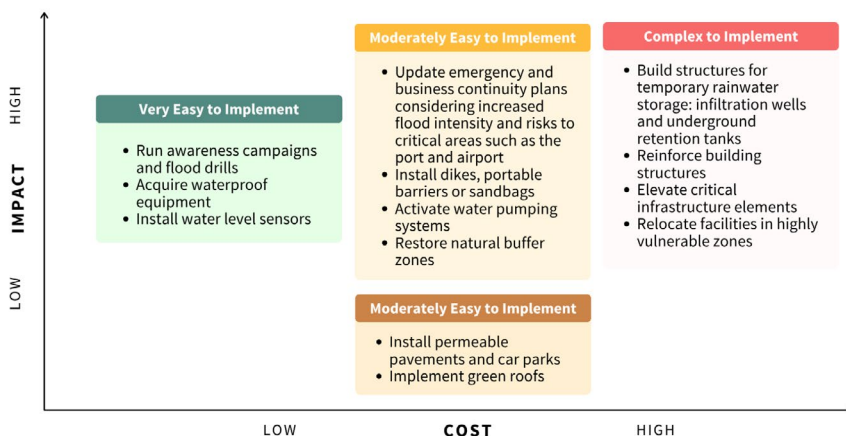 Moderately Easy to Implement
Complex to Implement
Very Easy to Implement
HIGH
IMPACT
LOW
• Run awareness campaigns
and flood drills
• Acquire waterproof
equipment
• Install water level sensors
• Update emergency and
business continuity plans
considering increased
flood intensity and risks to
critical areas such as the
port and airport
• Install dikes, portable
barriers or sandbags
• Activate water pumping
systems
• Restore natural buffer
zones
• Build structures for
temporary rainwater
storage: infiltration wells
and underground
retention tanks
• Reinforce building
structures
• Elevate critical
infrastructure elements
• Relocate facilities in highly
vulnerable zones
Moderately Easy to Implement
• Install permeable
pavements and car parks
• Implement green roofs
LOW
COST
HIGH